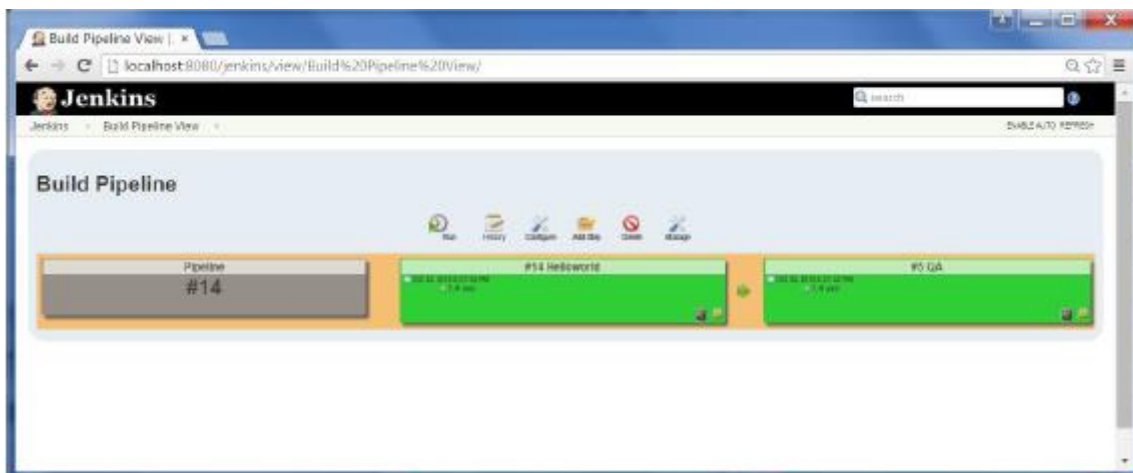 Build Pipeline View [.
localhost:8080/jenkins/view/Build%20Pipeline%20View/
Jenkins
search
Jenkins
Build Pipeline View
ENABLE AUTO REFRESH
Build Pipeline
Run History Configure Add Step Delete Manage
Pipeline
#14
#14 Helloworld
#5 QA